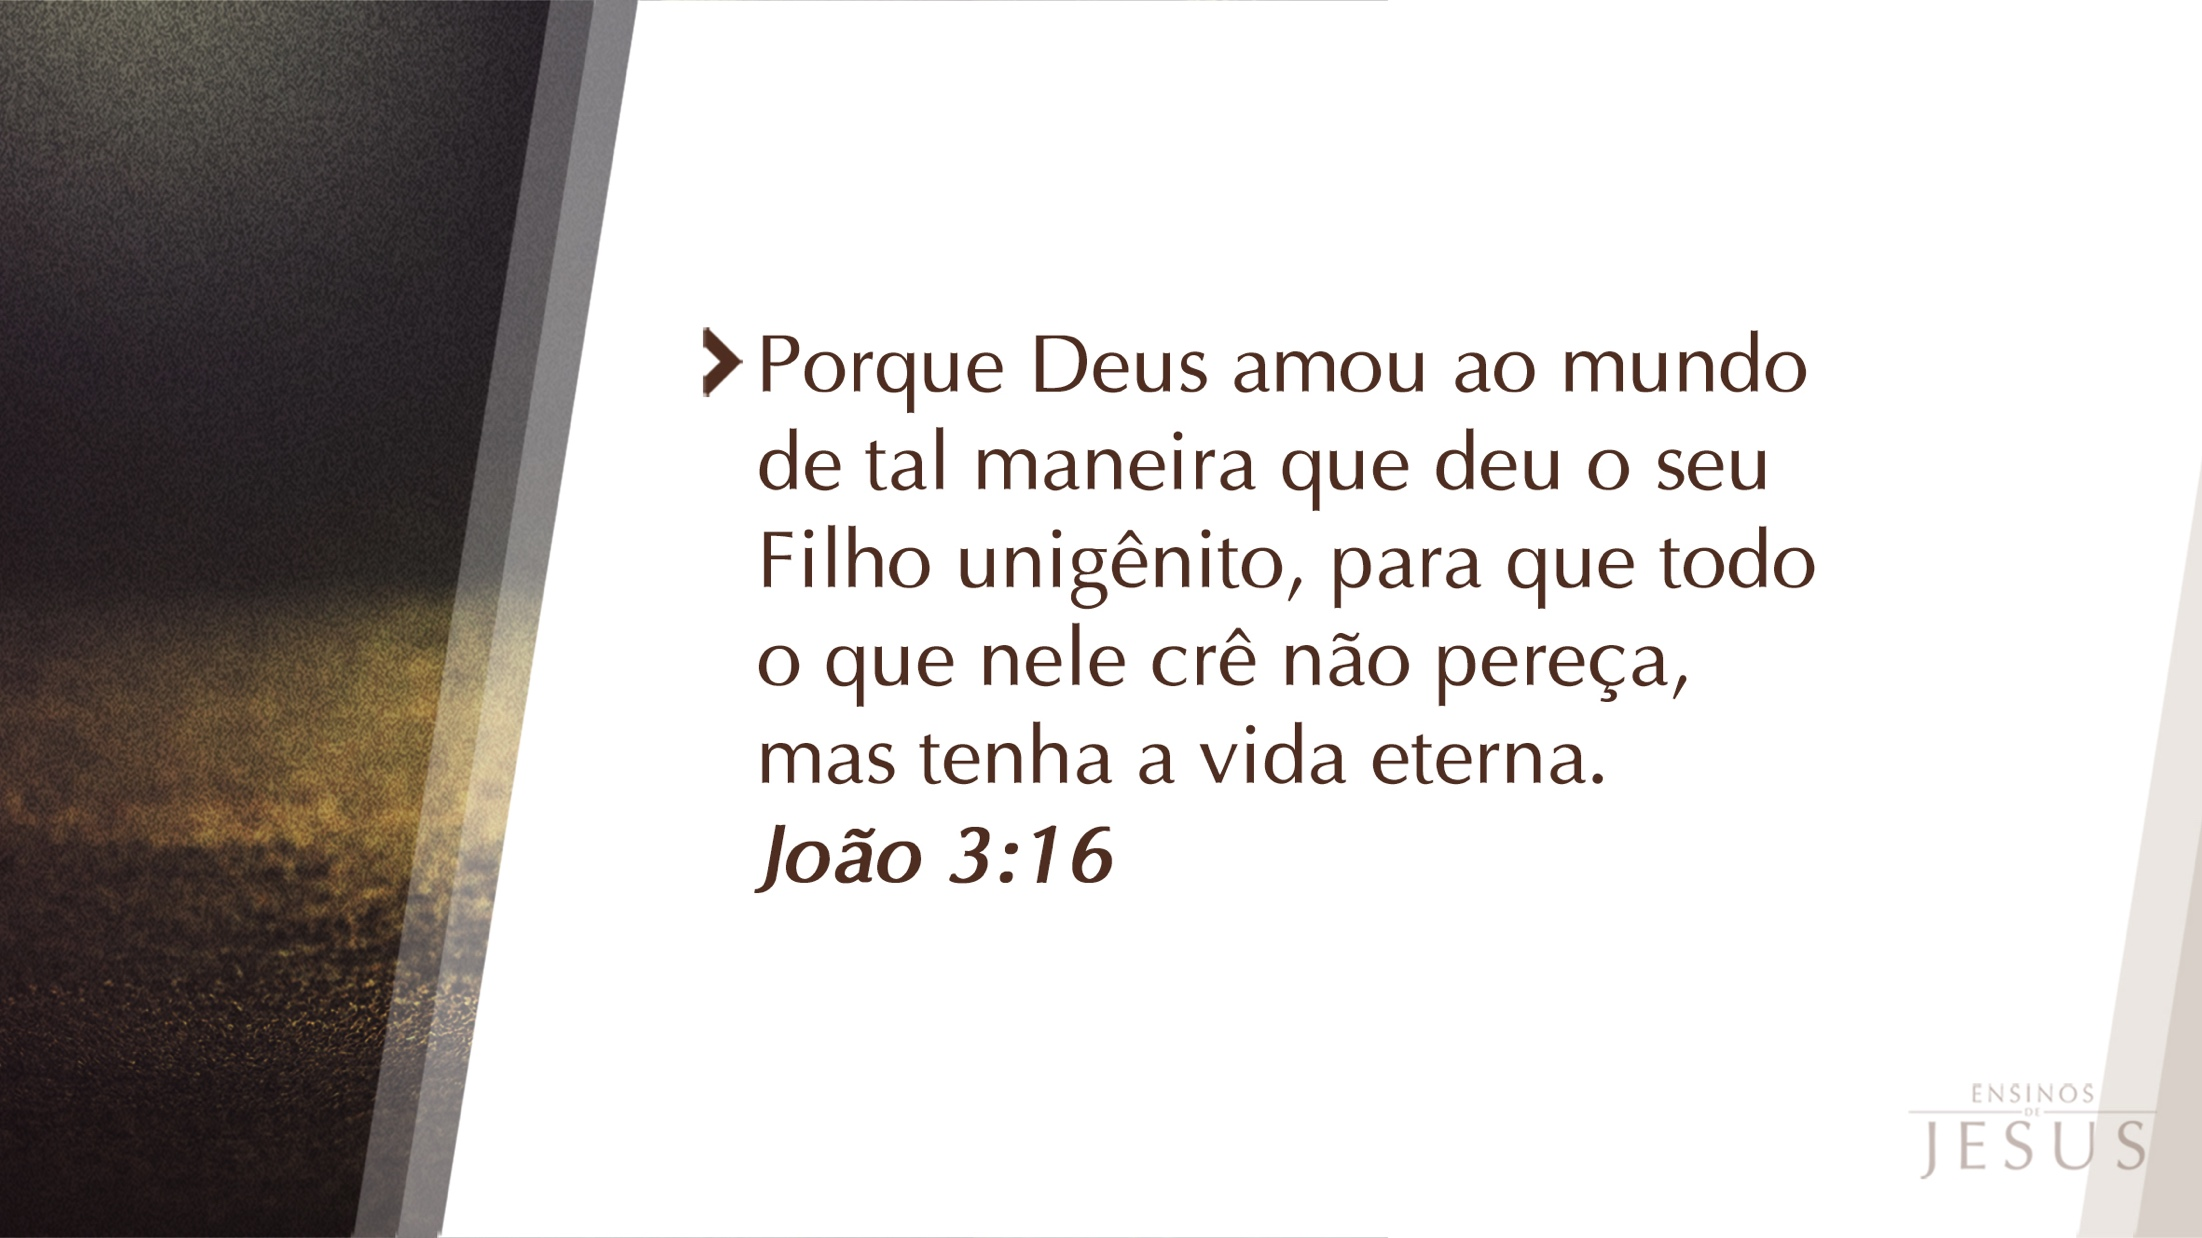 Porque Deus amou ao mundo
de tal maneira que deu o seu
Filho unigênito, para que todo
o que nele crê não pereça,
mas tenha a vida eterna.
João 3:16
ENSINOS
DE
JESUS